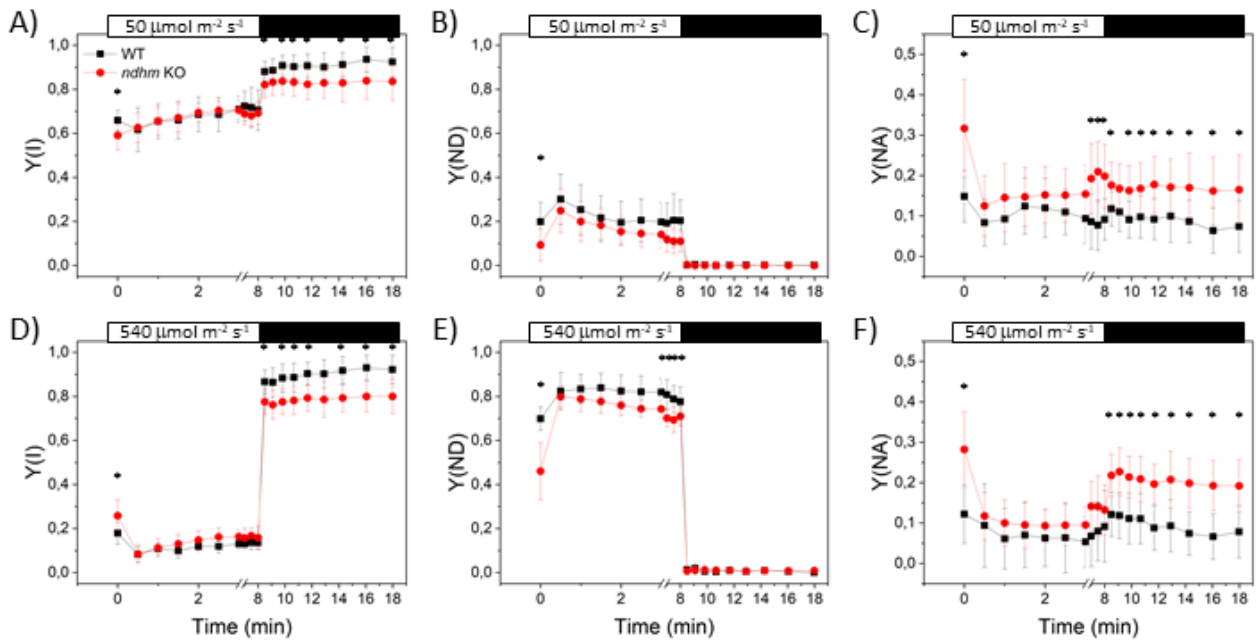 A) 50 μmol m⁻² s⁻¹
B) 50 μmol m⁻² s⁻¹
C) 50 μmol m⁻² s⁻¹
1,0
0,8
0,6
0,4
0,2
0,0
Y(I)
WT
ndhm KO
0 2 8 10 12 14 16 18
1,0
0,8
0,6
0,4
0,2
0,0
Y(ND)
0 2 8 10 12 14 16 18
0,5
0,4
0,3
0,2
0,1
0,0
Y(NA)
0 2 8 10 12 14 16 18
D) 540 μmol m⁻² s⁻¹
E) 540 μmol m⁻² s⁻¹
F) 540 μmol m⁻² s⁻¹
1,0
0,8
0,6
0,4
0,2
0,0
Y(I)
0 2 8 10 12 14 16 18
Time (min)
1,0
0,8
0,6
0,4
0,2
0,0
Y(ND)
0 2 8 10 12 14 16 18
Time (min)
0,5
0,4
0,3
0,2
0,1
0,0
Y(NA)
0 2 8 10 12 14 16 18
Time (min)